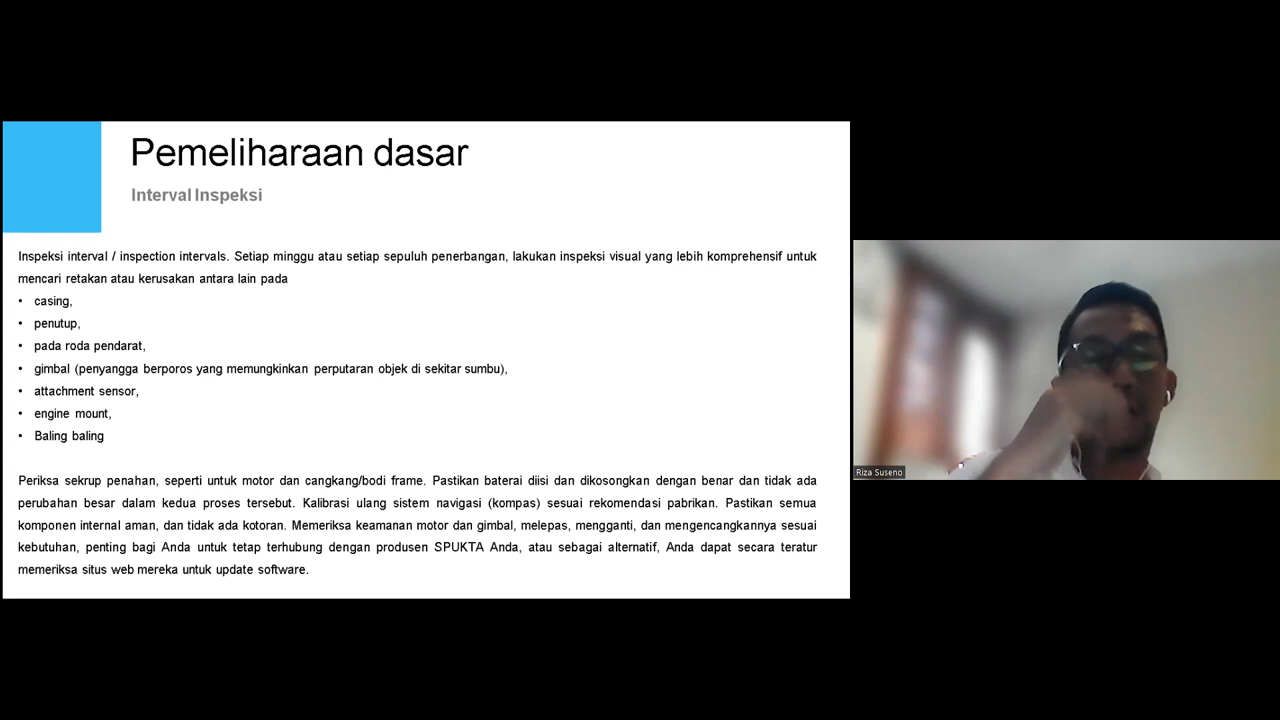 Pemeliharaan dasar
Interval Inspeksi
Inspeksi interval / inspection intervals. Setiap minggu atau setiap sepuluh penerbangan, lakukan inspeksi visual yang lebih komprehensif untuk
mencari retakan atau kerusakan antara lain pada
• casing,
• penutup,
• pada roda pendarat,
• gimbal (penyangga berporos yang memungkinkan perputaran objek di sekitar sumbu),
• attachment sensor,
• engine mount,
• Baling baling
Periksa sekrup penahan, seperti untuk motor dan cangkang/bodi frame. Pastikan baterai diisi dan dikosongkan dengan benar dan tidak ada
perubahan besar dalam kedua proses tersebut. Kalibrasi ulang sistem navigasi (kompas) sesuai rekomendasi pabrikan. Pastikan semua
komponen internal aman, dan tidak ada kotoran. Memeriksa keamanan motor dan gimbal, melepas, mengganti, dan mengencangkannya sesuai
kebutuhan, penting bagi Anda untuk tetap terhubung dengan produsen SPUKTA Anda, atau sebagai alternatif, Anda dapat secara teratur
memeriksa situs web mereka untuk update software.
Riza Suseno